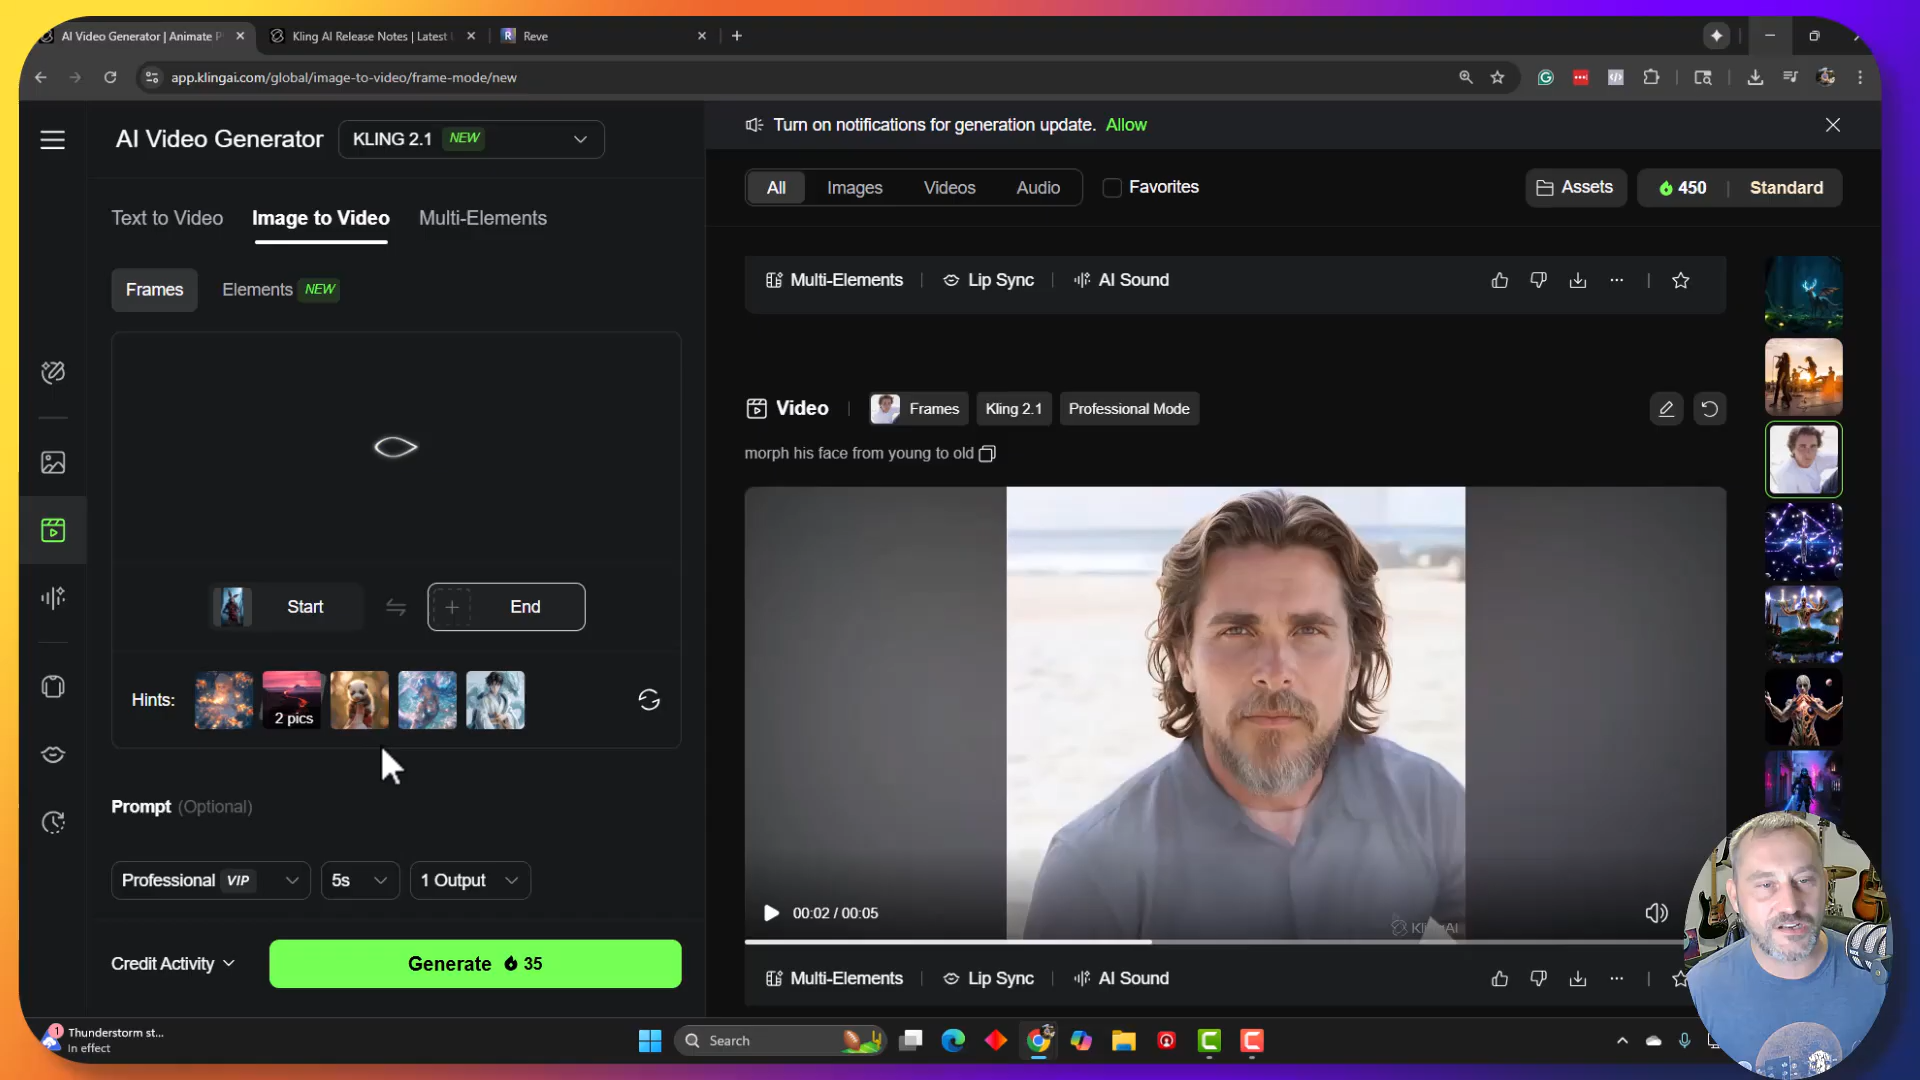 AI Video Generator | Animate P
Kling AI Release Notes | Latest
Reve
app.klingai.com/global/image-to-video/frame-mode/new
AI Video Generator
KLING 2.1 NEW
Turn on notifications for generation update. Allow
All Images Videos Audio Favorites
Assets
450 | Standard
Text to Video Image to Video Multi-Elements
Frames Elements NEW
Multi-Elements | Lip Sync | AI Sound
Video | Frames Kling 2.1 Professional Mode
morph his face from young to old
Start End
Hints: 2 pics
Prompt (Optional)
Professional VIP 5s 1 Output
00:02 / 00:05
KlingAI
Credit Activity Generate 35
Multi-Elements | Lip Sync | AI Sound
1
Thunderstorm st...
In effect
Search